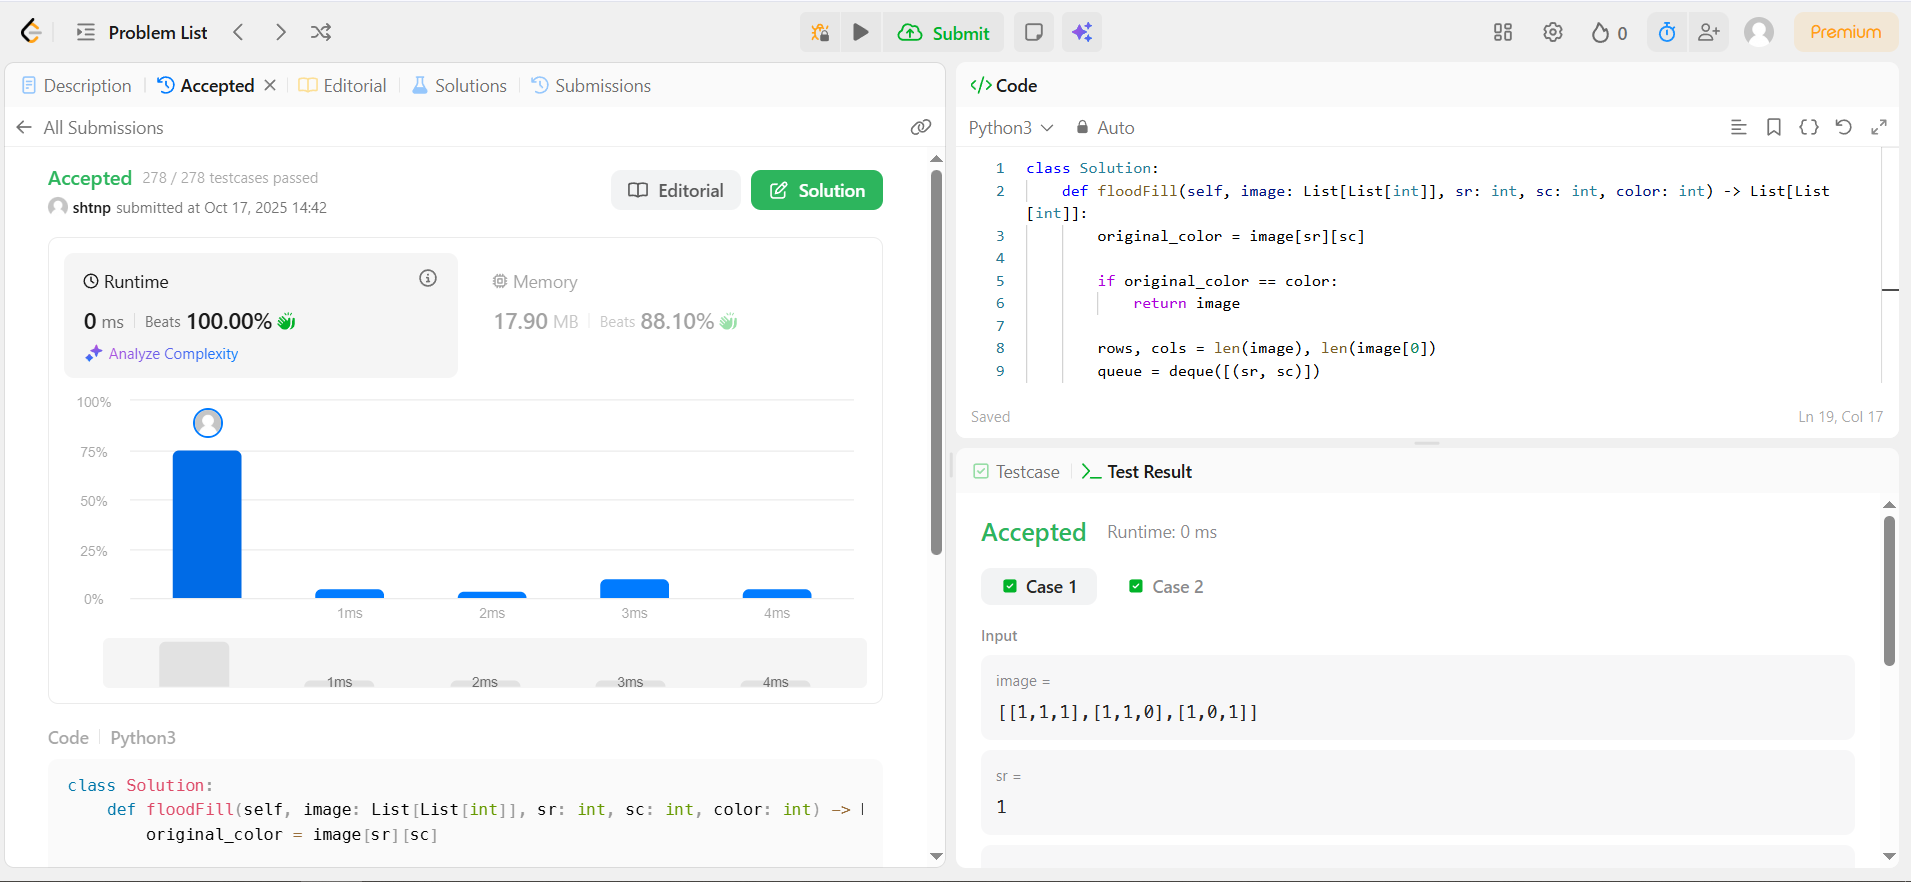 Problem List
Submit
0
Premium
Description
Accepted
Editorial
Solutions
Submissions
All Submissions
Accepted 278 / 278 testcases passed
shtnp submitted at Oct 17, 2025 14:42
Editorial
Solution
Runtime
0 ms Beats 100.00%
Analyze Complexity
Memory
17.90 MB Beats 88.10%
100%
75%
50%
25%
0%
1ms 2ms 3ms 4ms
1ms 2ms 3ms 4ms
Code Python3
class Solution:
    def floodFill(self, image: List[List[int]], sr: int, sc: int, color: int) ->
        original_color = image[sr][sc]
</> Code
Python3 Auto
1 class Solution:
2     def floodFill(self, image: List[List[int]], sr: int, sc: int, color: int) -> List[List
[int]]:
3         original_color = image[sr][sc]
4
5         if original_color == color:
6             return image
7
8         rows, cols = len(image), len(image[0])
9         queue = deque([(sr, sc)])
Saved Ln 19, Col 17
Testcase
Test Result
Accepted Runtime: 0 ms
Case 1 Case 2
Input
image =
[[1,1,1],[1,1,0],[1,0,1]]
sr =
1